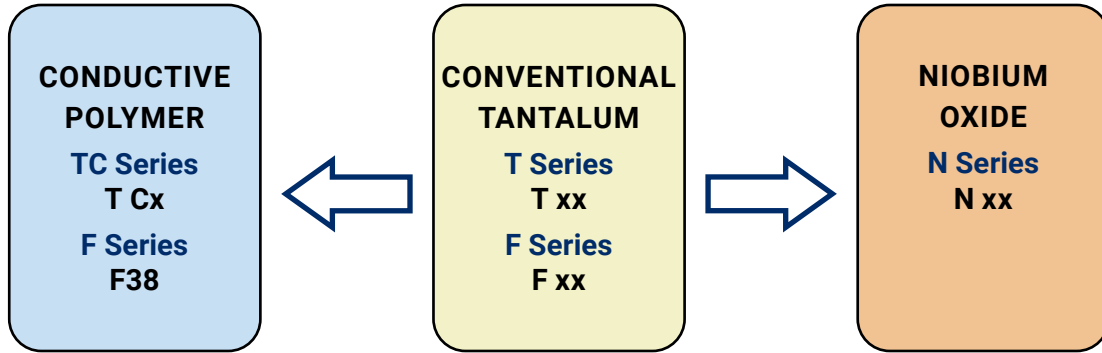 CONDUCTIVE
POLYMER
TC Series
T Cx
F Series
F38
CONVENTIONAL
TANTALUM
T Series
T xx
F Series
F xx
NIOBIUM
OXIDE
N Series
N xx